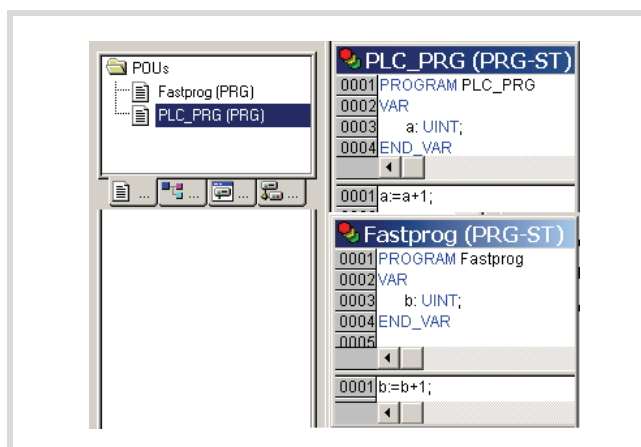 POUs
Fastprog (PRG)
PLC_PRG (PRG)
... ... ... ...
PLC_PRG (PRG-ST)
0001 PROGRAM PLC_PRG
0002 VAR
0003 a: UINT;
0004 END_VAR
0001 a:=a+1;
Fastprog (PRG-ST)
0001 PROGRAM Fastprog
0002 VAR
0003 b: UINT;
0004 END_VAR
0005
0001 b:=b+1;